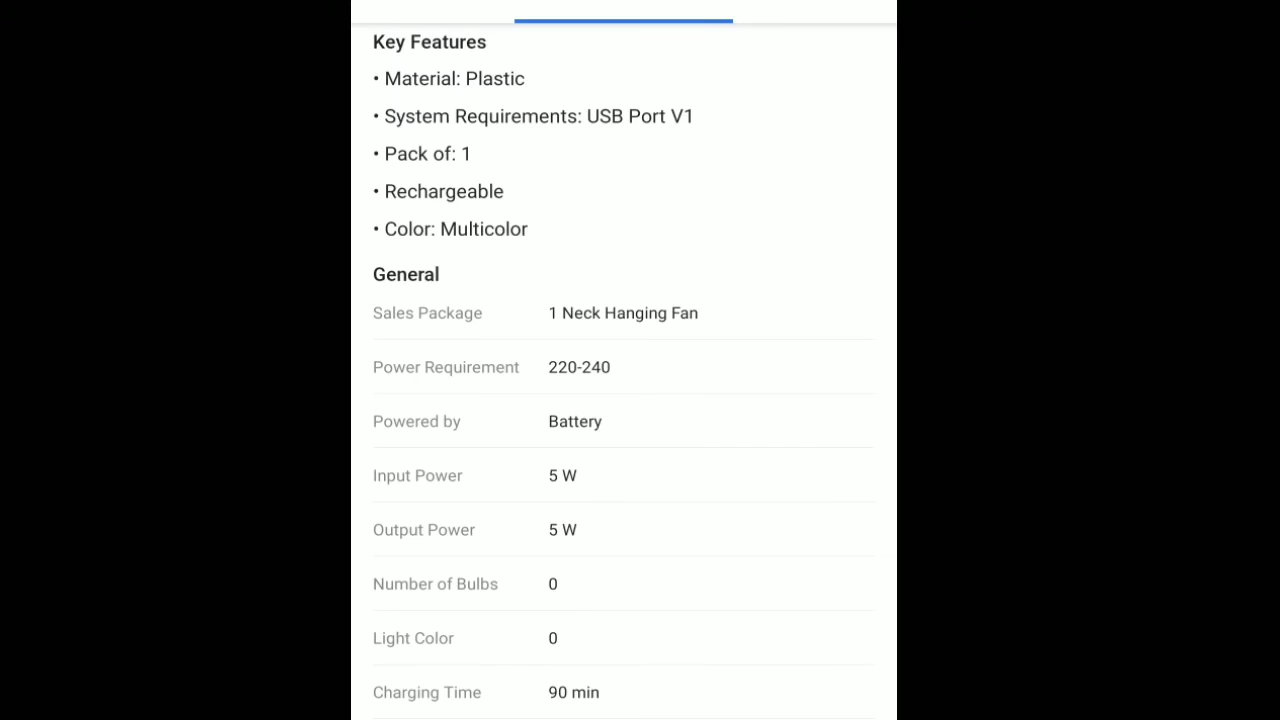 Key Features
• Material: Plastic
• System Requirements: USB Port V1
• Pack of: 1
• Rechargeable
• Color: Multicolor
General
Sales Package 1 Neck Hanging Fan
Power Requirement 220-240
Powered by Battery
Input Power 5 W
Output Power 5 W
Number of Bulbs 0
Light Color 0
Charging Time 90 min